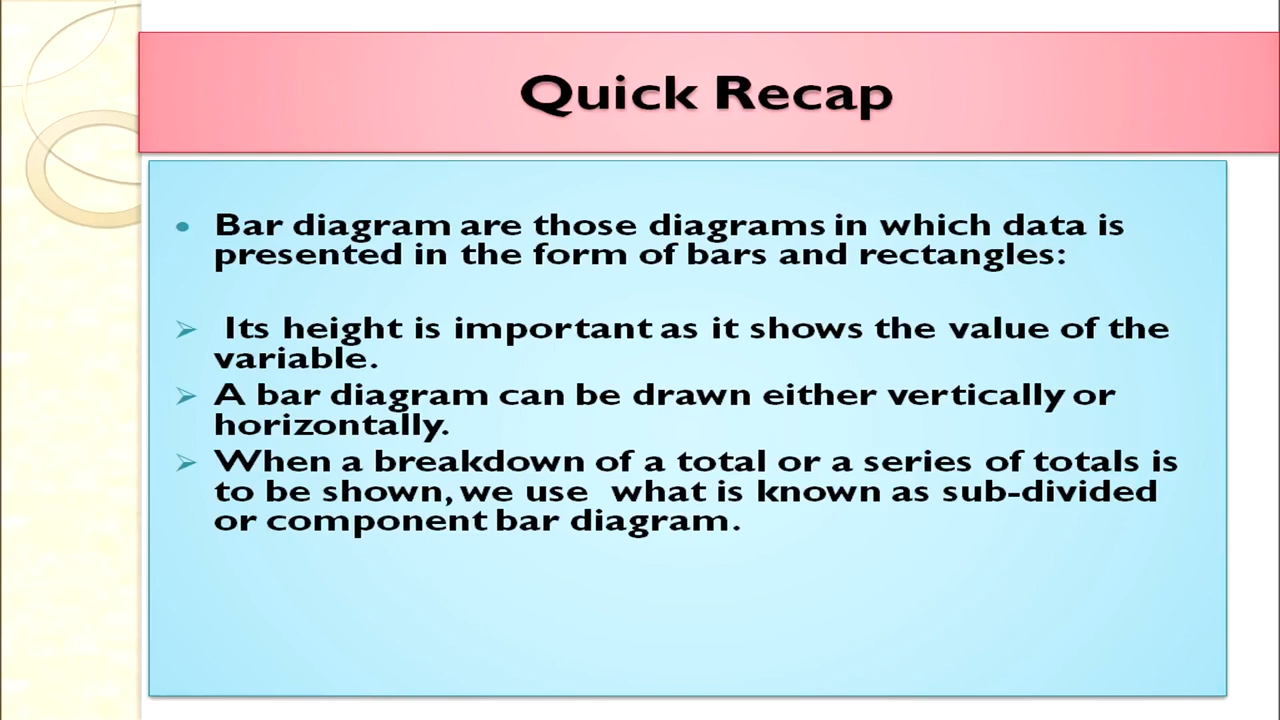 Quick Recap
• Bar diagram are those diagrams in which data is
presented in the form of bars and rectangles:
➢ Its height is important as it shows the value of the
variable.
➢ A bar diagram can be drawn either vertically or
horizontally.
➢ When a breakdown of a total or a series of totals is
to be shown, we use what is known as sub-divided
or component bar diagram.